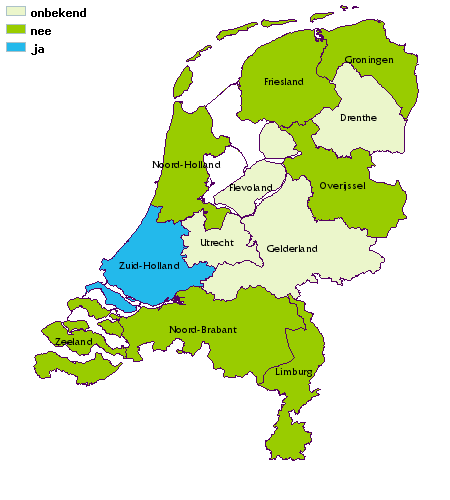 onbekend
nee
ja
Groningen
Friesland
Drenthe
Noord-Holland
Flevoland
Overijssel
Utrecht
Gelderland
Zuid-Holland
Noord-Brabant
Zeeland
Limburg